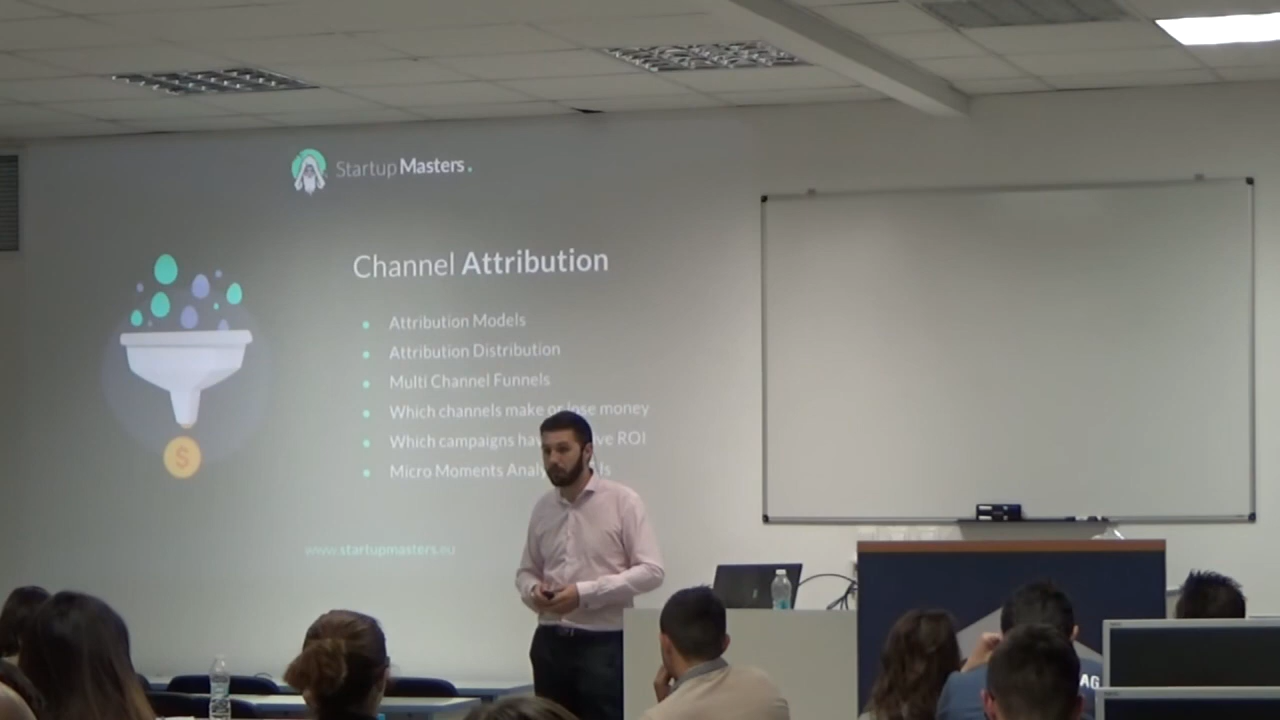 Startup Masters.
Channel Attribution
Attribution Models
Attribution Distribution
Multi Channel Funnels
Which channels make or lose money
Which campaigns ROI
Micro Moments
$
www.startupmasters.eu
AG